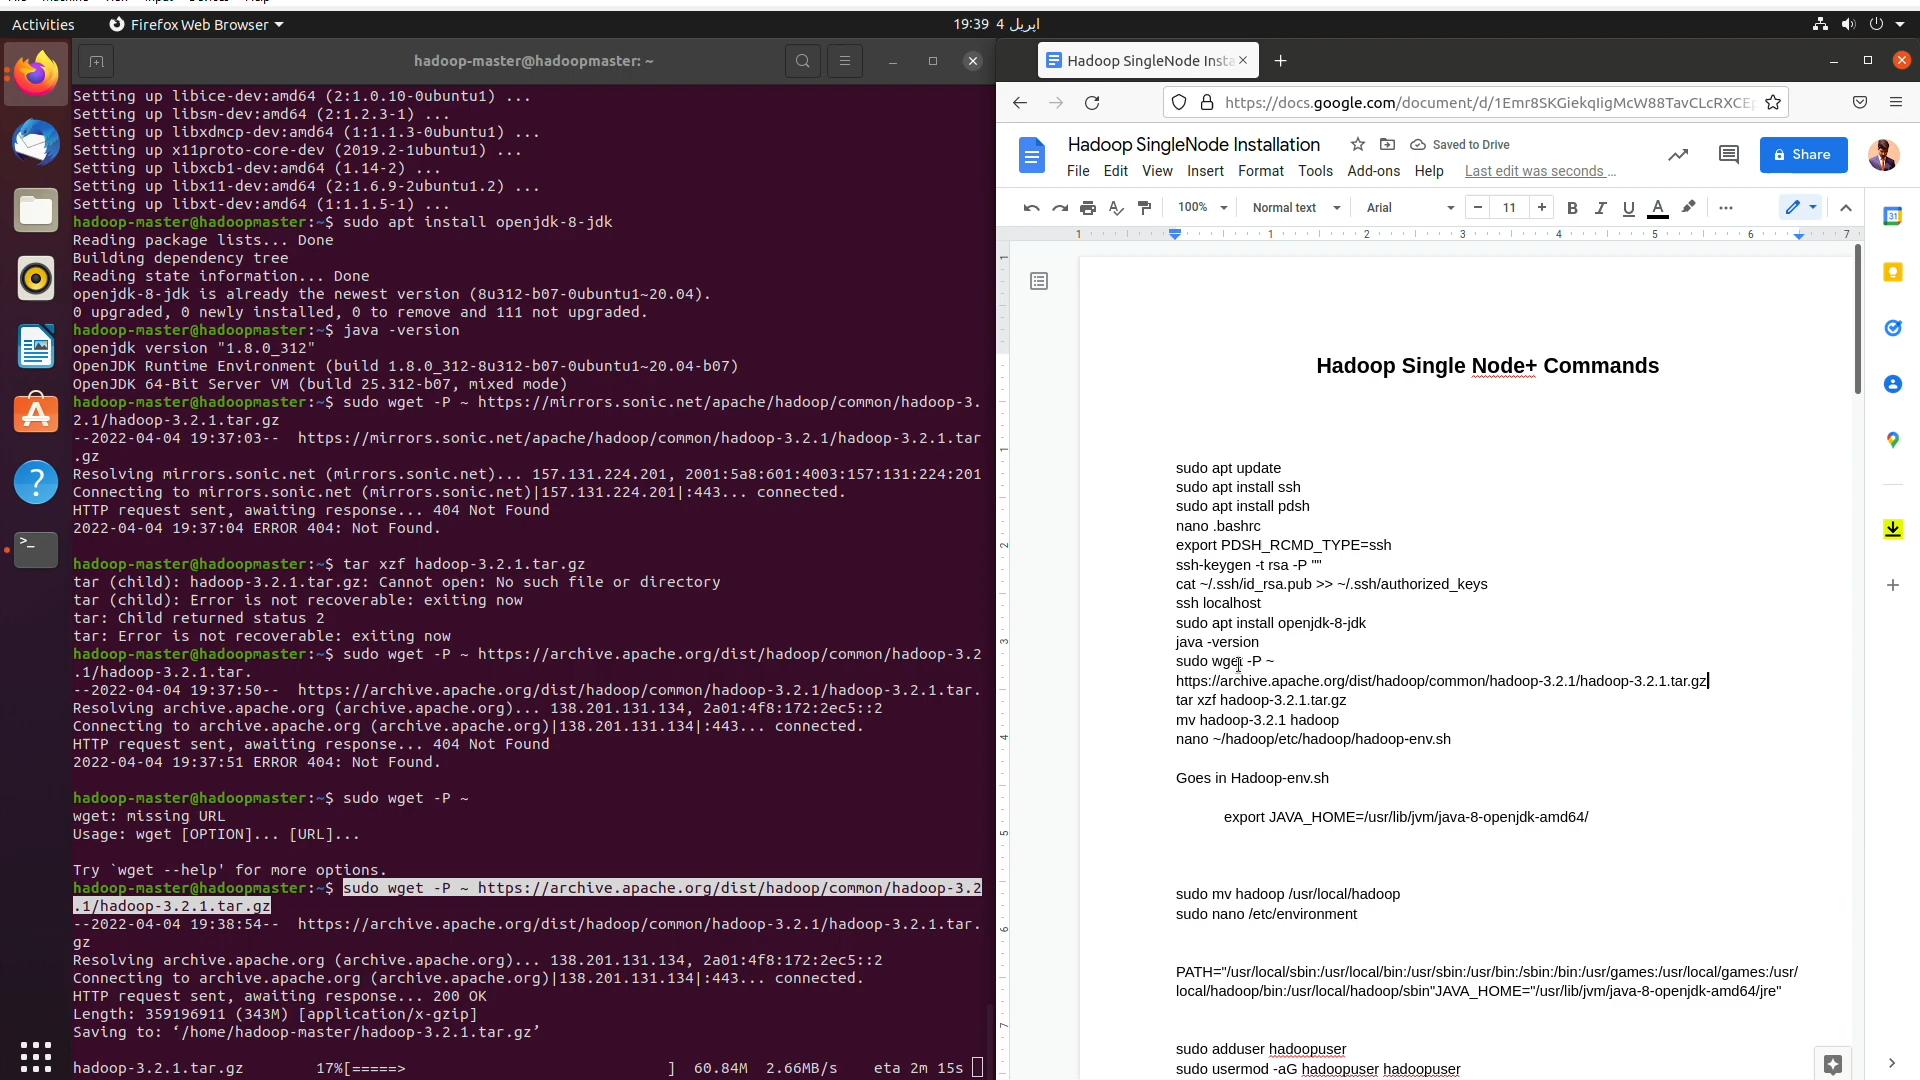 Activities
Firefox Web Browser
19:39 4 اپریل
hadoop-master@hadoopmaster: ~
Setting up libice-dev:amd64 (2:1.0.10-0ubuntu1) ...
Setting up libsm-dev:amd64 (2:1.2.3-1) ...
Setting up libxdmcp-dev:amd64 (1:1.1.3-0ubuntu1) ...
Setting up x11proto-core-dev (2019.2-1ubuntu1) ...
Setting up libxcb1-dev:amd64 (1.14-2) ...
Setting up libx11-dev:amd64 (2:1.6.9-2ubuntu1.2) ...
Setting up libxt-dev:amd64 (1:1.1.5-1) ...
hadoop-master@hadoopmaster:~$ sudo apt install openjdk-8-jdk
Reading package lists... Done
Building dependency tree
Reading state information... Done
openjdk-8-jdk is already the newest version (8u312-b07-0ubuntu1~20.04).
0 upgraded, 0 newly installed, 0 to remove and 111 not upgraded.
hadoop-master@hadoopmaster:~$ java -version
openjdk version "1.8.0_312"
OpenJDK Runtime Environment (build 1.8.0_312-8u312-b07-0ubuntu1~20.04-b07)
OpenJDK 64-Bit Server VM (build 25.312-b07, mixed mode)
hadoop-master@hadoopmaster:~$ sudo wget -P ~ https://mirrors.sonic.net/apache/hadoop/common/hadoop-3.
2.1/hadoop-3.2.1.tar.gz
--2022-04-04 19:37:03-- https://mirrors.sonic.net/apache/hadoop/common/hadoop-3.2.1/hadoop-3.2.1.tar
.gz
Resolving mirrors.sonic.net (mirrors.sonic.net)... 157.131.224.201, 2001:5a8:601:4003:157:131:224:201
Connecting to mirrors.sonic.net (mirrors.sonic.net)|157.131.224.201|:443... connected.
HTTP request sent, awaiting response... 404 Not Found
2022-04-04 19:37:04 ERROR 404: Not Found.
hadoop-master@hadoopmaster:~$ tar xzf hadoop-3.2.1.tar.gz
tar (child): hadoop-3.2.1.tar.gz: Cannot open: No such file or directory
tar (child): Error is not recoverable: exiting now
tar: Child returned status 2
tar: Error is not recoverable: exiting now
hadoop-master@hadoopmaster:~$ sudo wget -P ~ https://archive.apache.org/dist/hadoop/common/hadoop-3.2
.1/hadoop-3.2.1.tar.
--2022-04-04 19:37:50-- https://archive.apache.org/dist/hadoop/common/hadoop-3.2.1/hadoop-3.2.1.tar.
Resolving archive.apache.org (archive.apache.org)... 138.201.131.134, 2a01:4f8:172:2ec5::2
Connecting to archive.apache.org (archive.apache.org)|138.201.131.134|:443... connected.
HTTP request sent, awaiting response... 404 Not Found
2022-04-04 19:37:51 ERROR 404: Not Found.
hadoop-master@hadoopmaster:~$ sudo wget -P ~
wget: missing URL
Usage: wget [OPTION]... [URL]...
Try `wget --help' for more options.
hadoop-master@hadoopmaster:~$ sudo wget -P ~ https://archive.apache.org/dist/hadoop/common/hadoop-3.2
.1/hadoop-3.2.1.tar.gz
--2022-04-04 19:38:54-- https://archive.apache.org/dist/hadoop/common/hadoop-3.2.1/hadoop-3.2.1.tar.
gz
Resolving archive.apache.org (archive.apache.org)... 138.201.131.134, 2a01:4f8:172:2ec5::2
Connecting to archive.apache.org (archive.apache.org)|138.201.131.134|:443... connected.
HTTP request sent, awaiting response... 200 OK
Length: 359196911 (343M) [application/x-gzip]
Saving to: ‘/home/hadoop-master/hadoop-3.2.1.tar.gz’
hadoop-3.2.1.tar.gz 17%[=====> ] 60.84M 2.66MB/s eta 2m 15s
Hadoop SingleNode Insta
https://docs.google.com/document/d/1Emr8SKGiekqIigMcW88TavCLcRXCEp
Hadoop SingleNode Installation
Saved to Drive
Share
File Edit View Insert Format Tools Add-ons Help Last edit was seconds ...
100% Normal text Arial 11 B I U A
1 1 2 3 4 5 6 7
Hadoop Single Node+ Commands
sudo apt update
sudo apt install ssh
sudo apt install pdsh
nano .bashrc
export PDSH_RCMD_TYPE=ssh
ssh-keygen -t rsa -P ""
cat ~/.ssh/id_rsa.pub >> ~/.ssh/authorized_keys
ssh localhost
sudo apt install openjdk-8-jdk
java -version
sudo wget -P ~
https://archive.apache.org/dist/hadoop/common/hadoop-3.2.1/hadoop-3.2.1.tar.gz
tar xzf hadoop-3.2.1.tar.gz
mv hadoop-3.2.1 hadoop
nano ~/hadoop/etc/hadoop/hadoop-env.sh
Goes in Hadoop-env.sh
export JAVA_HOME=/usr/lib/jvm/java-8-openjdk-amd64/
sudo mv hadoop /usr/local/hadoop
sudo nano /etc/environment
PATH="/usr/local/sbin:/usr/local/bin:/usr/sbin:/usr/bin:/sbin:/bin:/usr/games:/usr/local/games:/usr/
local/hadoop/bin:/usr/local/hadoop/sbin"JAVA_HOME="/usr/lib/jvm/java-8-openjdk-amd64/jre"
sudo adduser hadoopuser
sudo usermod -aG hadoopuser hadoopuser